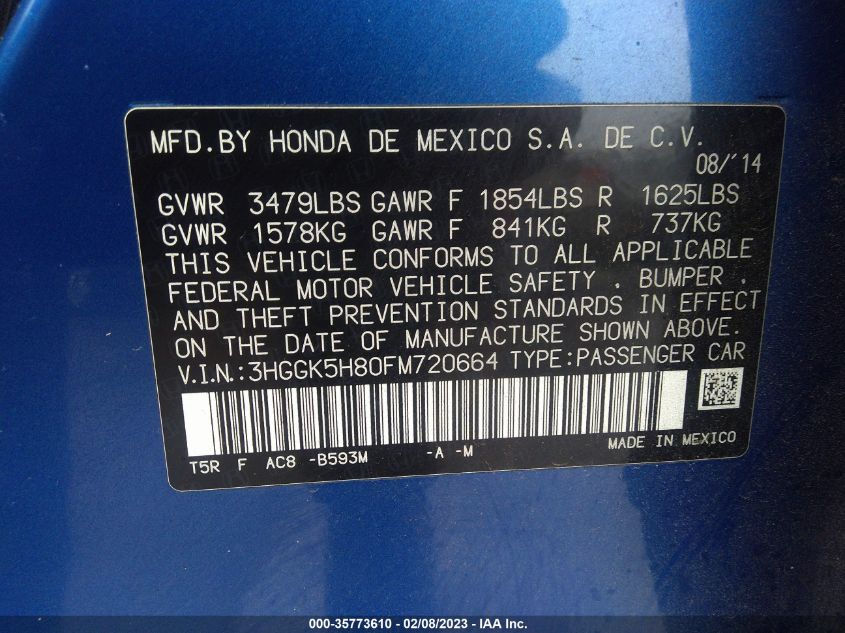 MFD.BY HONDA DE MEXICO S.A. DE C.V.
08/'14
GVWR 3479LBS GAWR F 1854LBS R 1625LBS
GVWR 1578KG GAWR F 841KG R 737KG
THIS VEHICLE CONFORMS TO ALL APPLICABLE
FEDERAL MOTOR VEHICLE SAFETY , BUMPER ,
AND THEFT PREVENTION STANDARDS IN EFFECT
ON THE DATE OF MANUFACTURE SHOWN ABOVE.
V.I.N.:3HGGK5H80FM720664 TYPE:PASSENGER CAR
T5R F AC8 -B593M -A -M MADE IN MEXICO
000-35773610 - 02/08/2023 - IAA Inc.